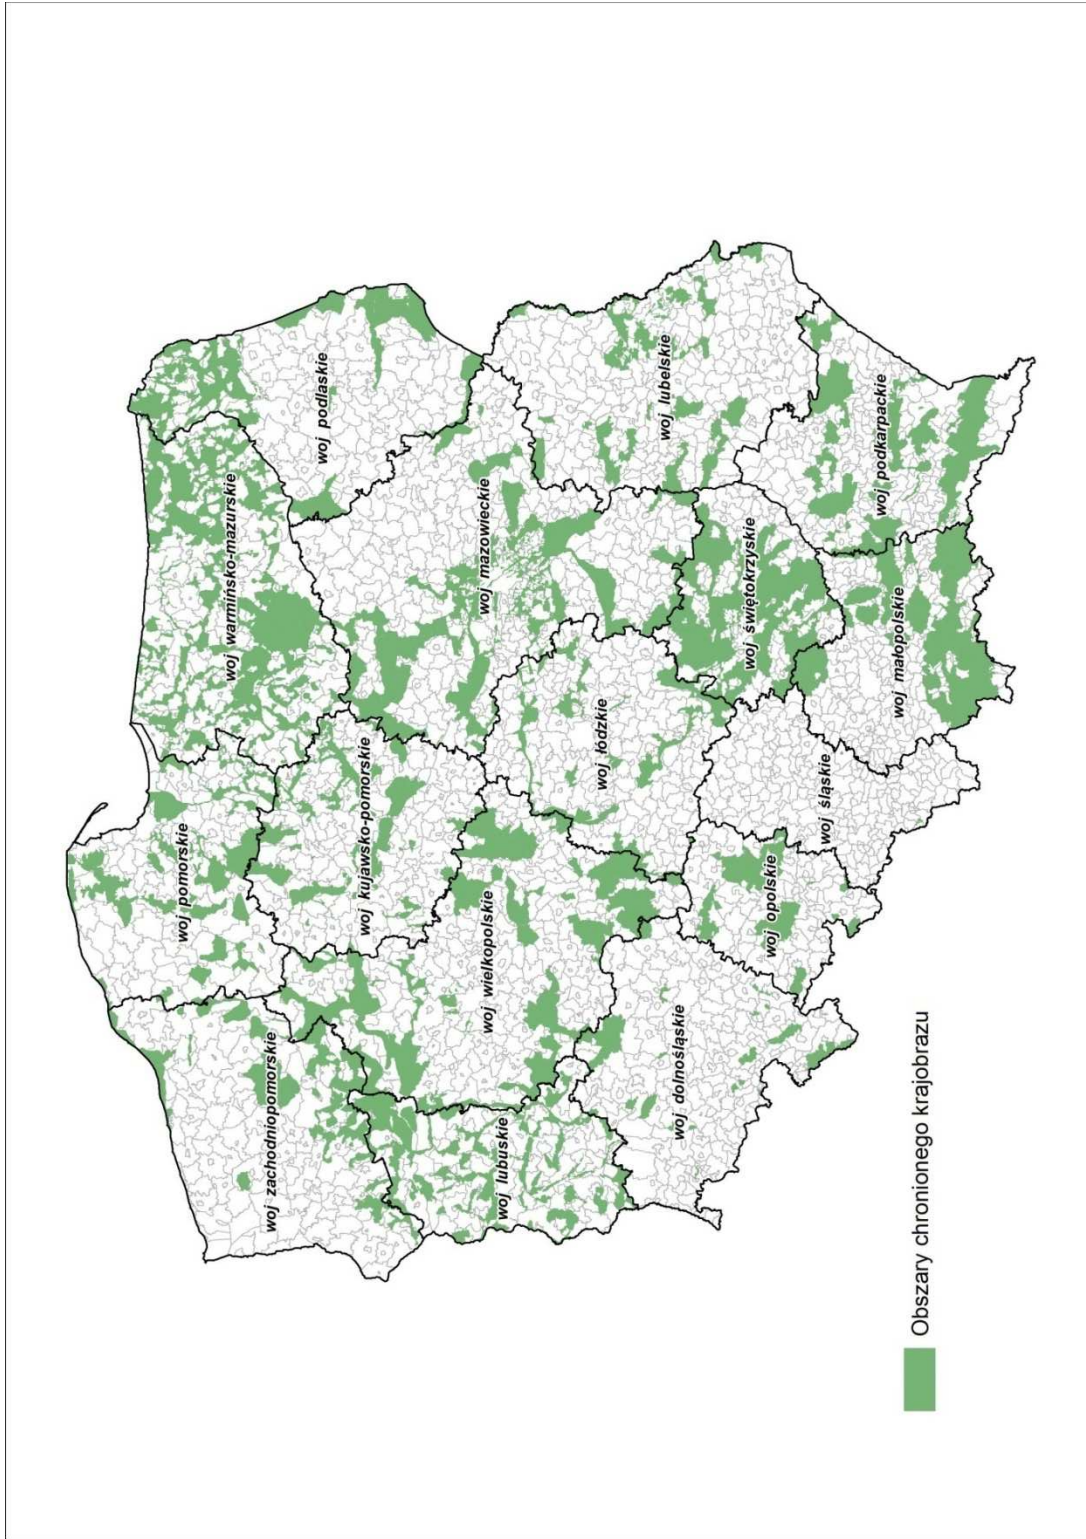 woj pomorskie
woj warmińsko-mazurskie
woj podlaskie
woj zachodniopomorskie
woj kujawsko-pomorskie
woj mazowieckie
woj wielkopolskie
woj lubuskie
woj łódzkie
woj lubelskie
woj dolnośląskie
woj opolskie
woj śląskie
woj świętokrzyskie
woj małopolskie
woj podkarpackie
Obszary chronionego krajobrazu